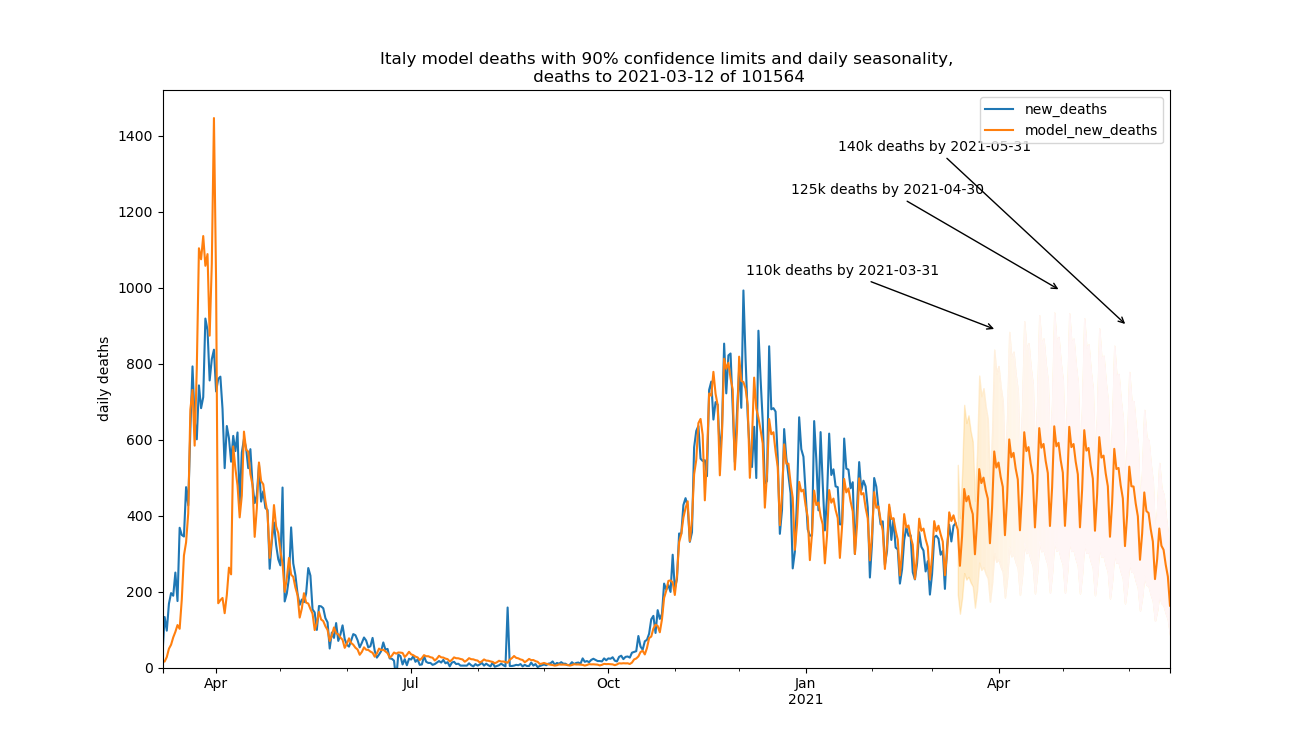 Italy model deaths with 90% confidence limits and daily seasonality,
deaths to 2021-03-12 of 101564
new_deaths
model_new_deaths
140k deaths by 2021-05-31
125k deaths by 2021-04-30
110k deaths by 2021-03-31
daily deaths
1400
1200
1000
800
600
400
200
0
Apr
Jul
Oct
Jan
2021
Apr